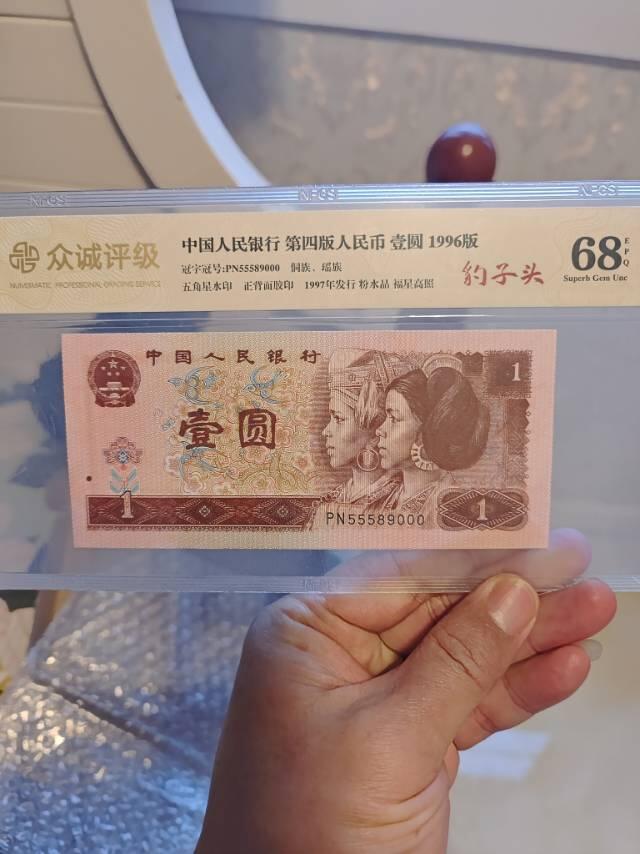 NPGS NPGS NPGS
众诚评级
NUMISMATIC PROFESSIONAL GRADING SERVICE
中国人民银行 第四版人民币 壹圆 1996版
冠字冠号:PN55589000 侗族、瑶族
五角星水印 正背面胶印 1997年发行 粉水晶 福星高照
豹子头
68 EPQ
Superb Gem Unc
中国人民银行
1
壹圆
1
PN55589000
1